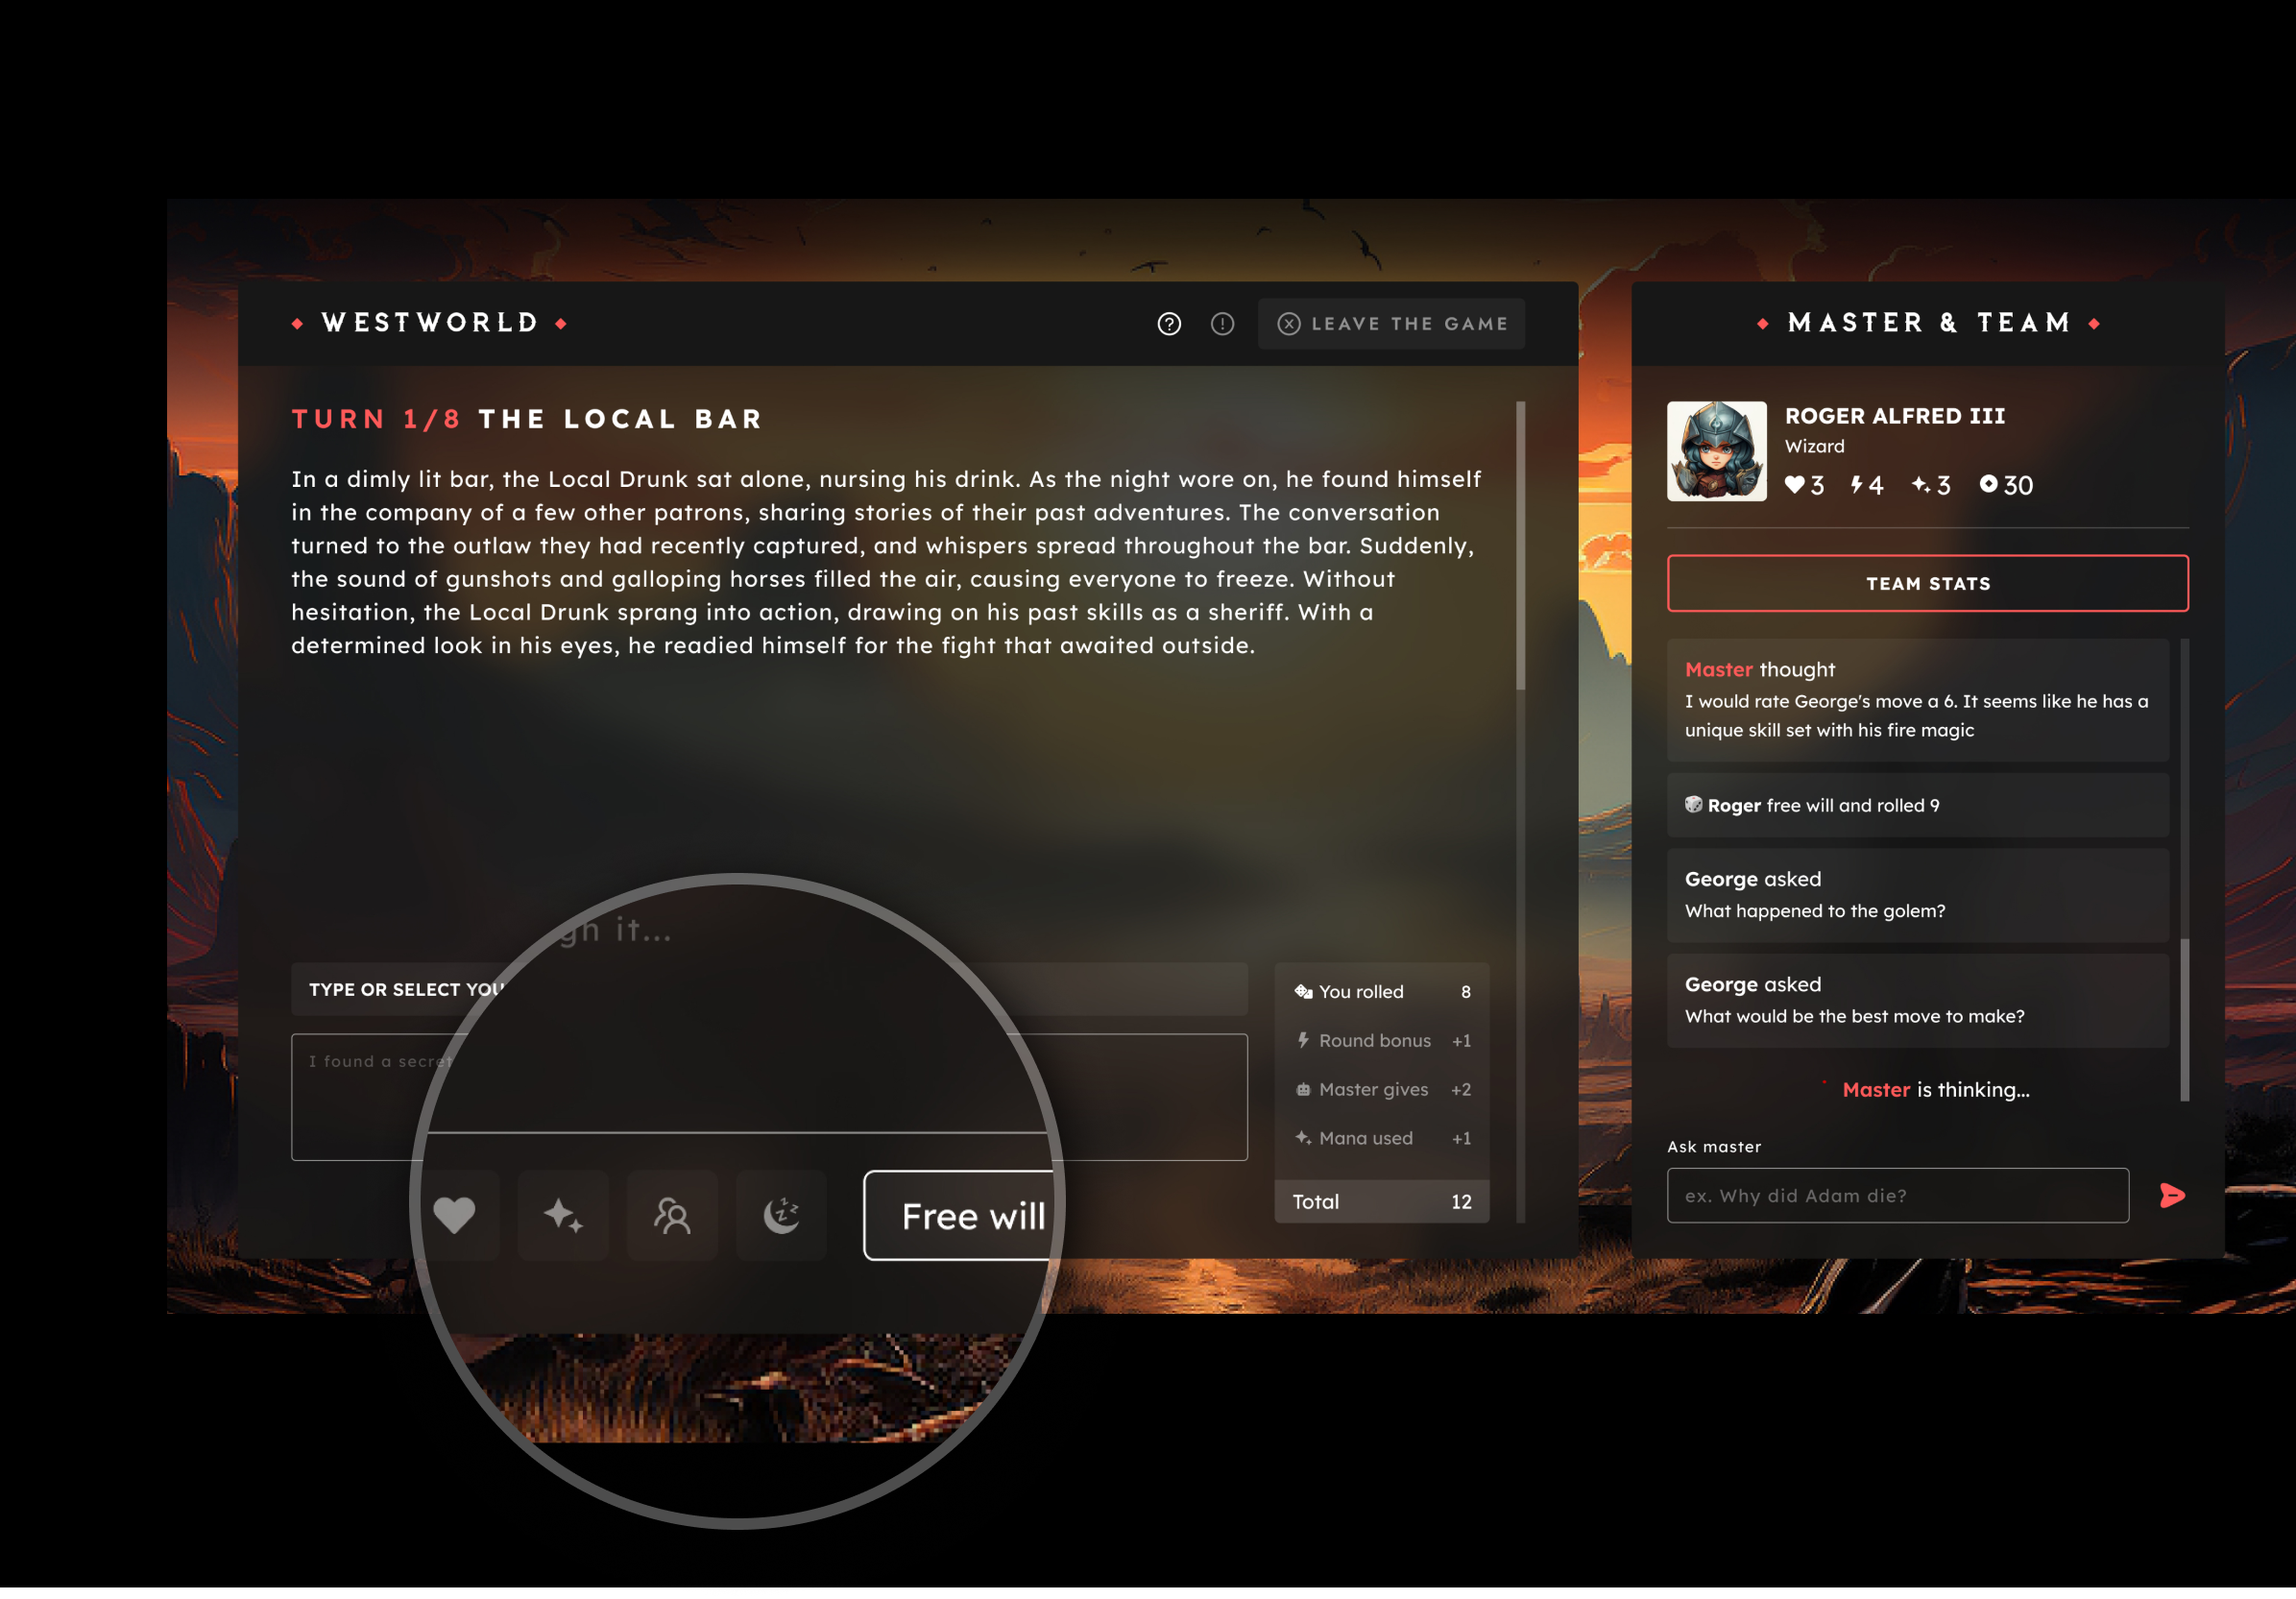 WESTWORLD
LEAVE THE GAME
TURN 1/8 THE LOCAL BAR
In a dimly lit bar, the Local Drunk sat alone, nursing his drink. As the night wore on, he found himself
in the company of a few other patrons, sharing stories of their past adventures. The conversation
turned to the outlaw they had recently captured, and whispers spread throughout the bar. Suddenly,
the sound of gunshots and galloping horses filled the air, causing everyone to freeze. Without
hesitation, the Local Drunk sprang into action, drawing on his past skills as a sheriff. With a
determined look in his eyes, he readied himself for the fight that awaited outside.
gn it...
TYPE OR SELECT YOU
I found a secret
Free will
You rolled 8
Round bonus +1
Master gives +2
Mana used +1
Total 12
MASTER & TEAM
ROGER ALFRED III
Wizard
3 4 3 30
TEAM STATS
Master thought
I would rate George's move a 6. It seems like he has a
unique skill set with his fire magic
Roger free will and rolled 9
George asked
What happened to the golem?
George asked
What would be the best move to make?
Master is thinking...
Ask master
ex. Why did Adam die?